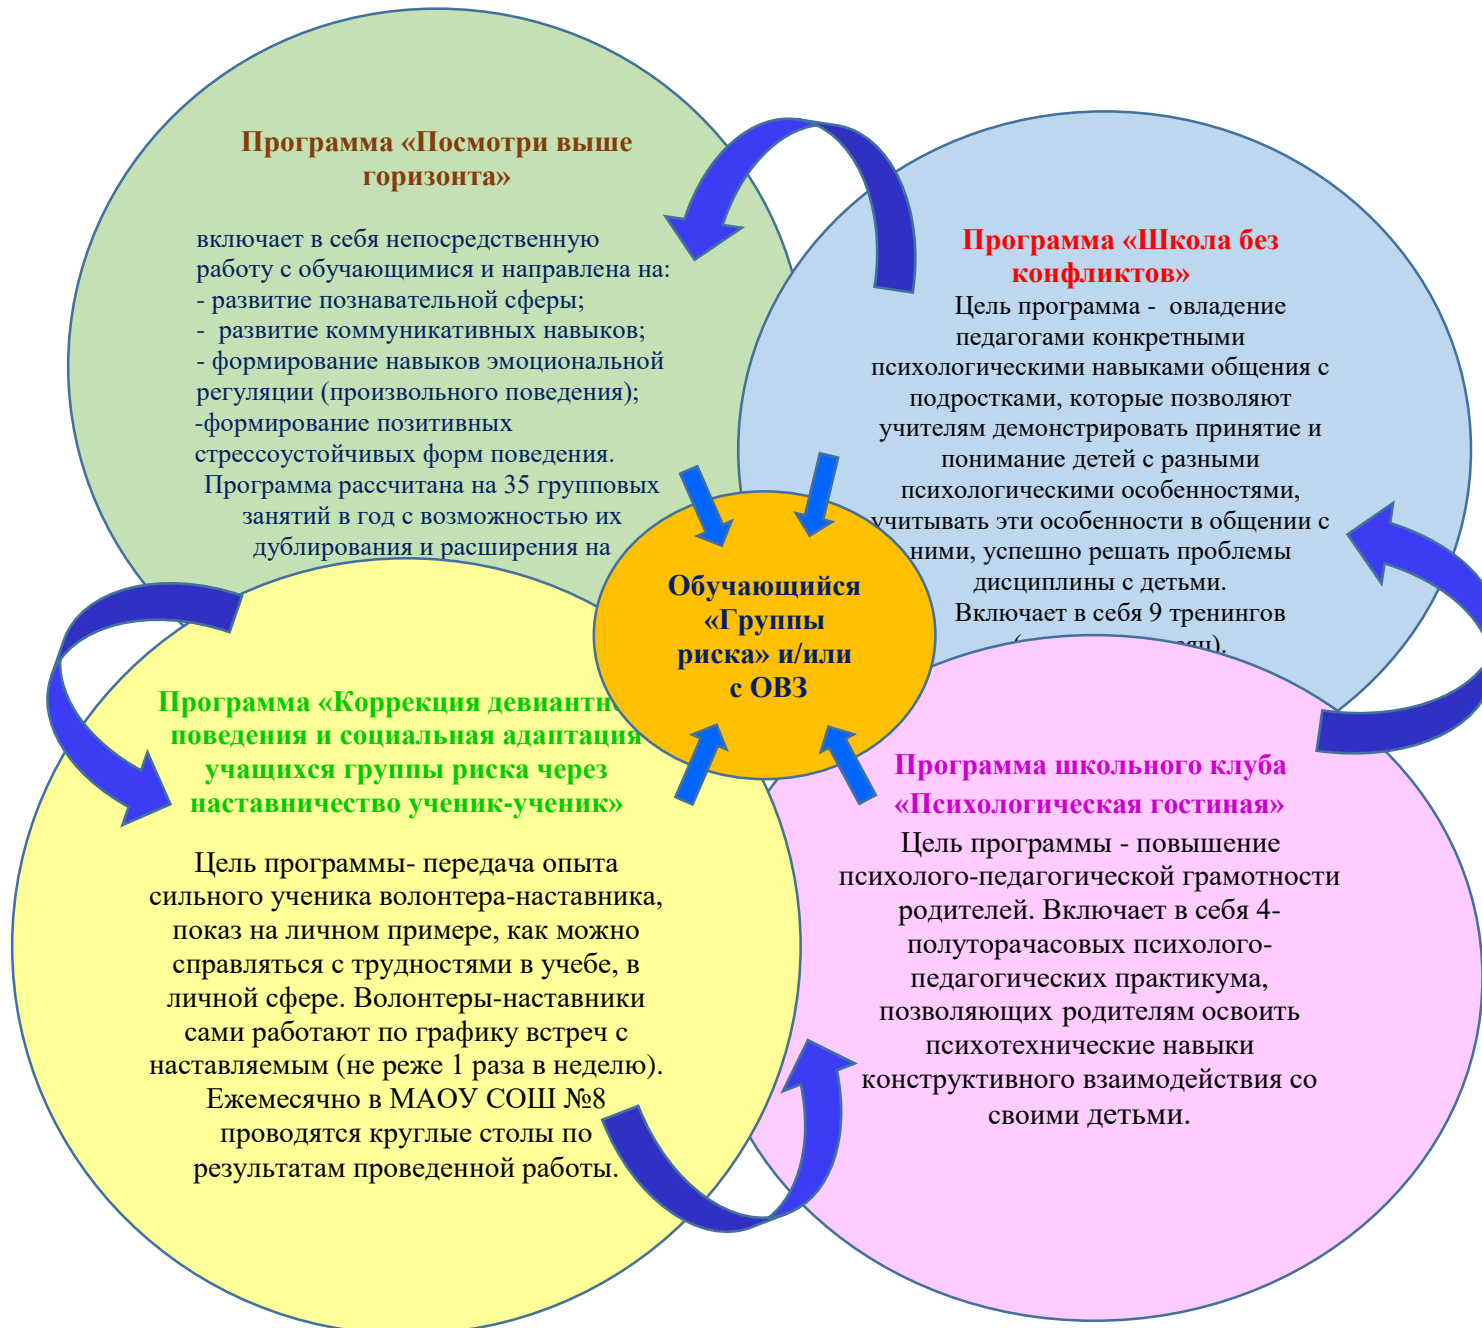 Программа «Посмотри выше
горизонта»
включает в себя непосредственную
работу с обучающимися и направлена на:
- развитие познавательной сферы;
- развитие коммуникативных навыков;
- формирование навыков эмоциональной
регуляции (произвольного поведения);
-формирование позитивных
стрессоустойчивых форм поведения.
Программа рассчитана на 35 групповых
занятий в год с возможностью их
дублирования и расширения на
Программа «Школа без
конфликтов»
Цель программа - овладение
педагогами конкретными
психологическими навыками общения с
подростками, которые позволяют
учителям демонстрировать принятие и
понимание детей с разными
психологическими особенностями,
учитывать эти особенности в общении с
ними, успешно решать проблемы
дисциплины с детьми.
Включает в себя 9 тренингов
Обучающийся
«Группы
риска» и/или
с ОВЗ
Программа «Коррекция
поведения и социальная адаптация
учащихся группы риска через
наставничество ученик-ученик»
Цель программы- передача опыта
сильного ученика волонтера-наставника,
показ на личном примере, как можно
справляться с трудностями в учебе, в
личной сфере. Волонтеры-наставники
сами работают по графику встреч с
наставляемым (не реже 1 раза в неделю).
Ежемесячно в МАОУ СОШ №8
проводятся круглые столы по
результатам проведенной работы.
Программа школьного клуба
«Психологическая гостиная»
Цель программы - повышение
психолого-педагогической грамотности
родителей. Включает в себя 4-
полуторачасовых психолого-
педагогических практикума,
позволяющих родителям освоить
психотехнические навыки
конструктивного взаимодействия со
своими детьми.